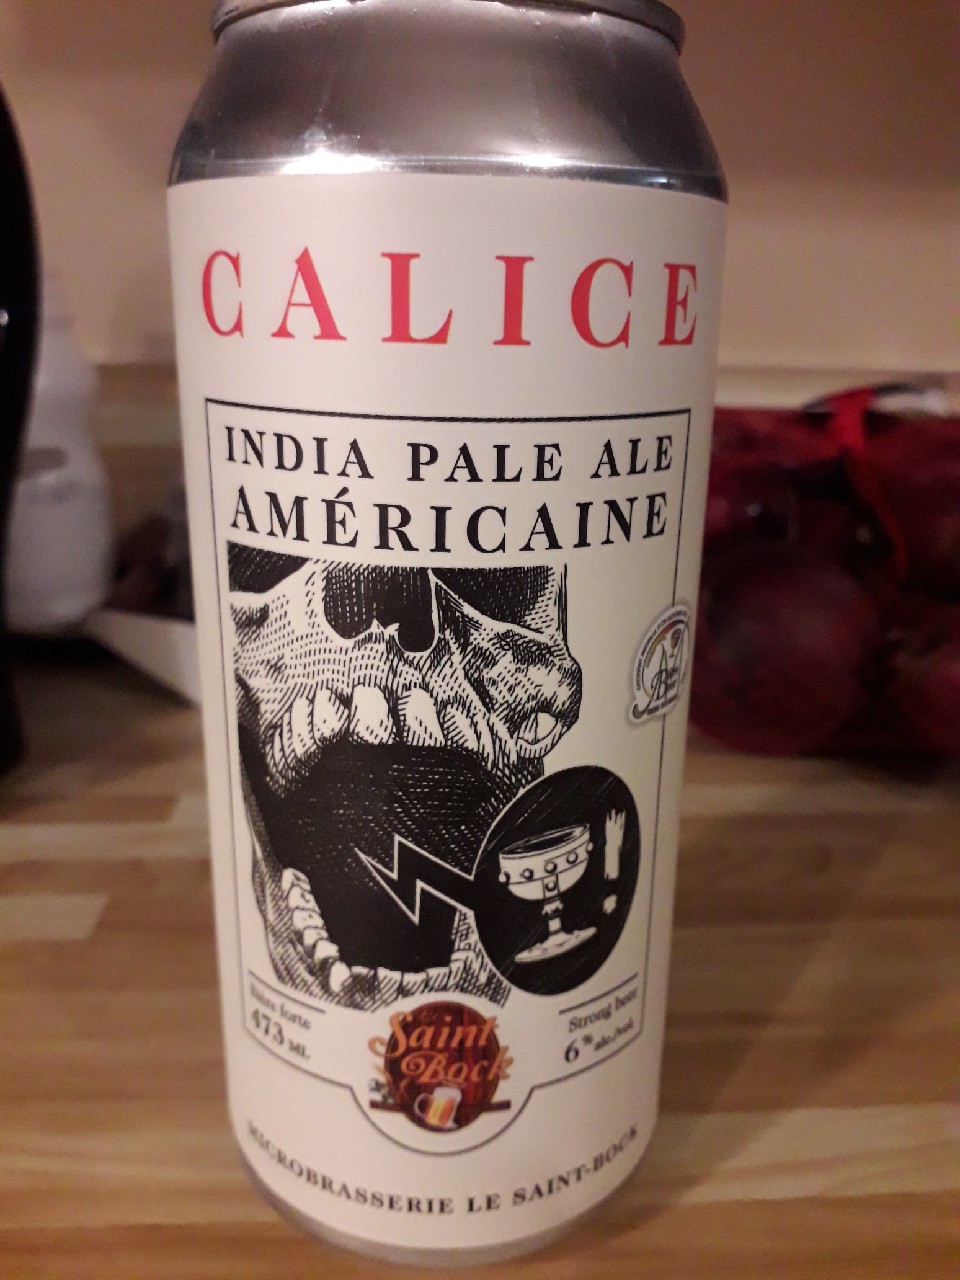 CALICE
INDIA PALE ALE
AMÉRICAINE
!
Bière forte
473 ML
Strong beer
6% alc./vol.
Saint
Bock
MICROBRASSERIE LE SAINT-BOCK